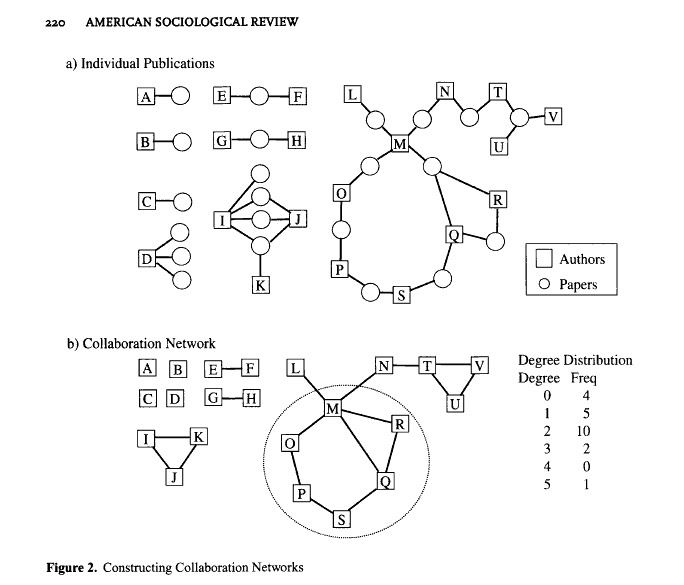 220 AMERICAN SOCIOLOGICAL REVIEW
a) Individual Publications
A E F L N T V
B G H M U
C I J O R
D K P Q S
Authors
Papers
b) Collaboration Network
A B E F L N T V
C D G H M U
I K O R
J P Q S
Degree Distribution
Degree Freq
0 4
1 5
2 10
3 2
4 0
5 1
Figure 2. Constructing Collaboration Networks